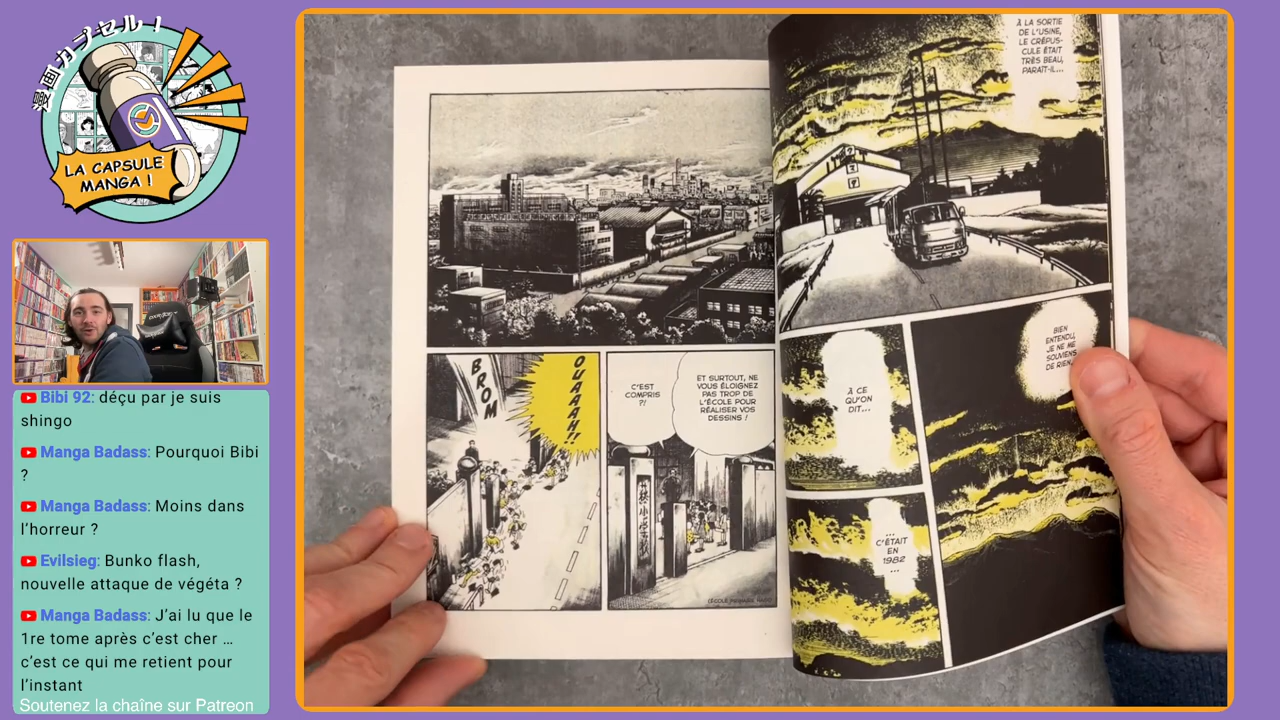 漫画カプセル!
LA CAPSULE
MANGA !
Bibi 92: déçu par je suis
shingo
Manga Badass: Pourquoi Bibi
?
Manga Badass: Moins dans
l’horreur ?
Evilsieg: Bunko flash,
nouvelle attaque de végéta ?
Manga Badass: J’ai lu que le
1re tome après c’est cher …
c’est ce qui me retient pour
l’instant
Soutenez la chaîne sur Patreon
BROM
OUAAAH!!
C'EST
COMPRIS
?!
ET SURTOUT, NE
VOUS ÉLOIGNEZ
PAS TROP DE
L'ÉCOLE POUR
RÉALISER VOS
DESSINS !
À LA SORTIE
DE L'USINE,
LE CRÉPUS-
CULE ÉTAIT
TRÈS BEAU,
PARAÎT-IL...
BIEN
ENTENDU,
JE NE ME
SOUVIENS
DE RIEN,
À CE
QU'ON
DIT...
...
C'ÉTAIT
EN
1982
...